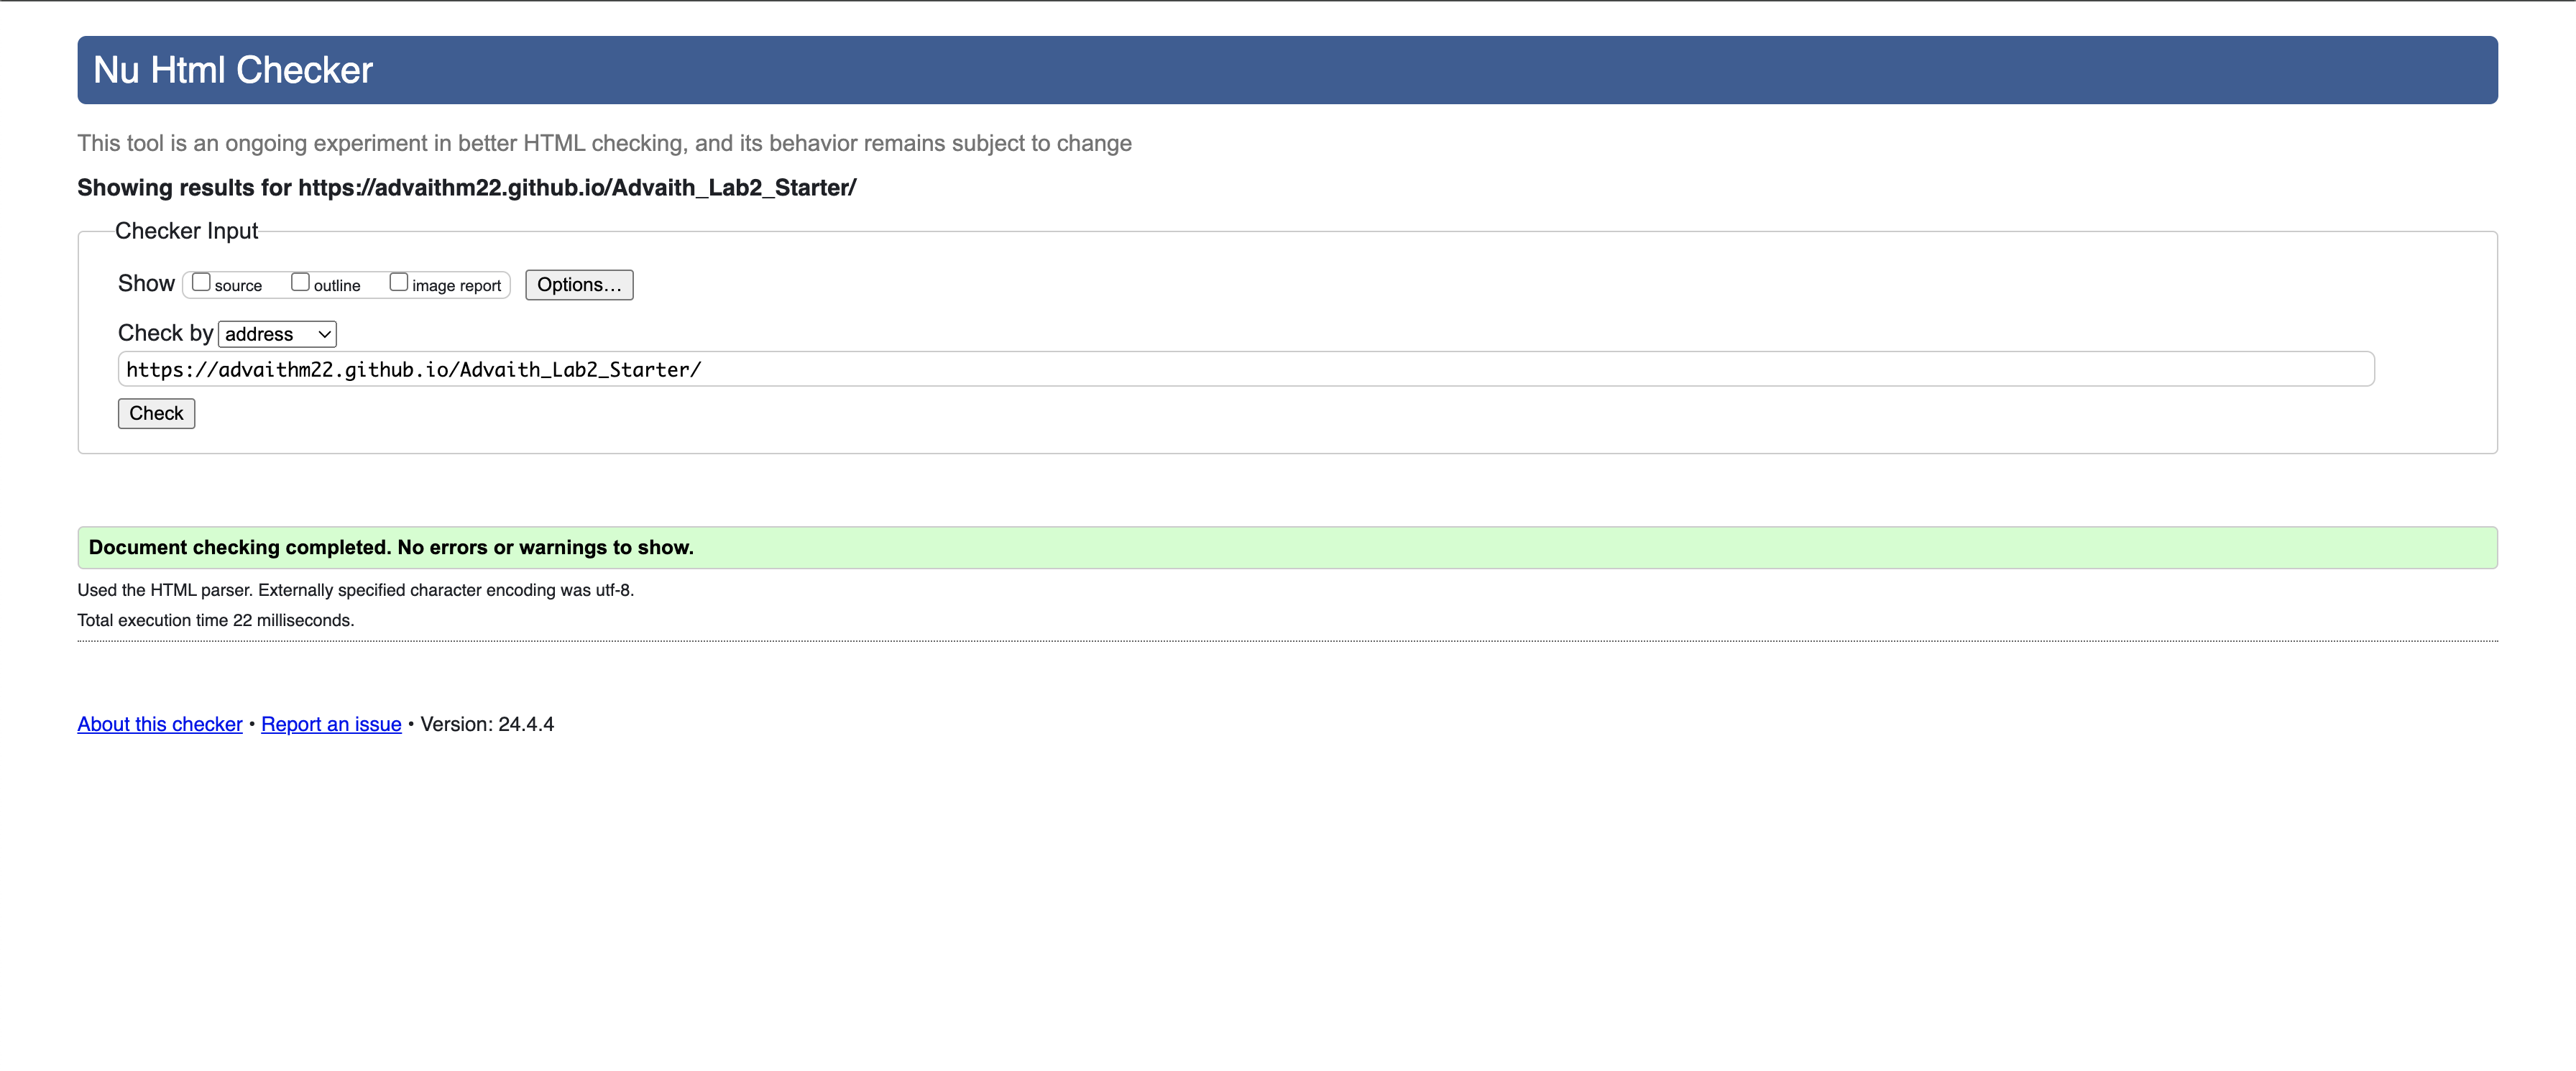 Nu Html Checker
This tool is an ongoing experiment in better HTML checking, and its behavior remains subject to change
Showing results for https://advaithm22.github.io/Advaith_Lab2_Starter/
Checker Input
Show source outline image report Options...
Check by address
https://advaithm22.github.io/Advaith_Lab2_Starter/
Check
Document checking completed. No errors or warnings to show.
Used the HTML parser. Externally specified character encoding was utf-8.
Total execution time 22 milliseconds.
About this checker • Report an issue • Version: 24.4.4